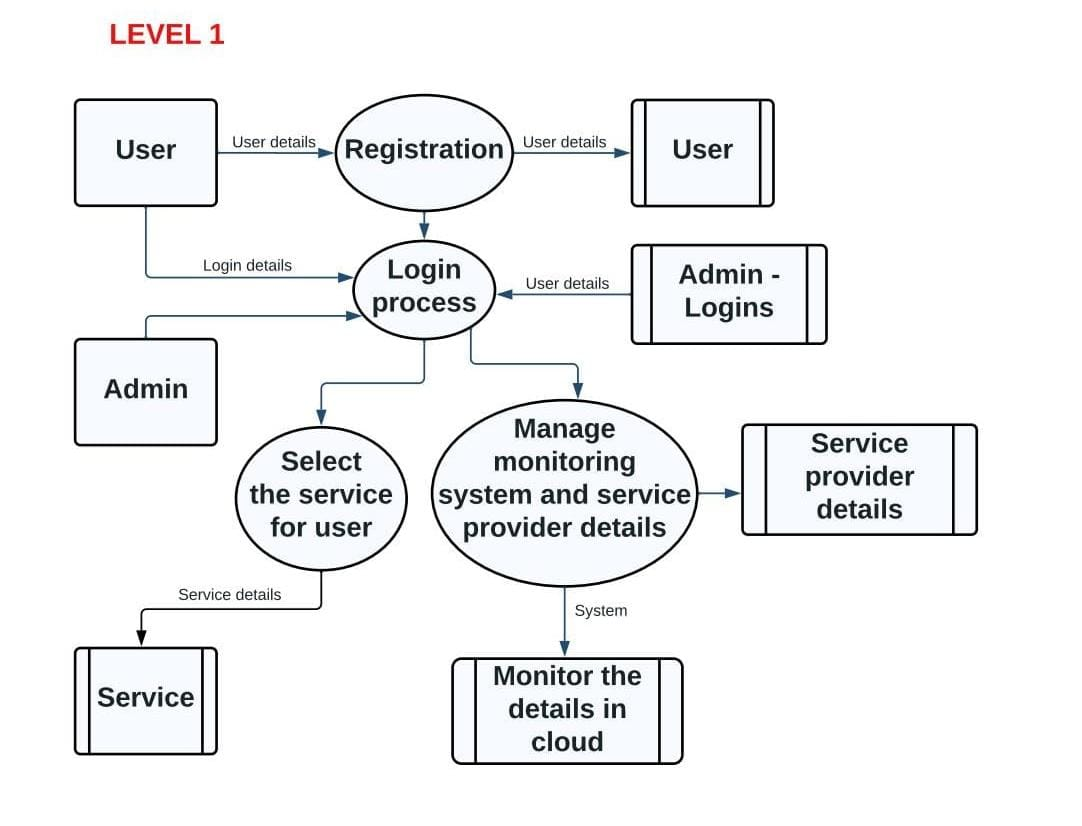 LEVEL 1
User
User details
Registration
User details
User
Login details
Login
process
User details
Admin -
Logins
Admin
Select
the service
for user
Manage
monitoring
system and service
provider details
Service
provider
details
Service details
System
Service
Monitor the
details in
cloud